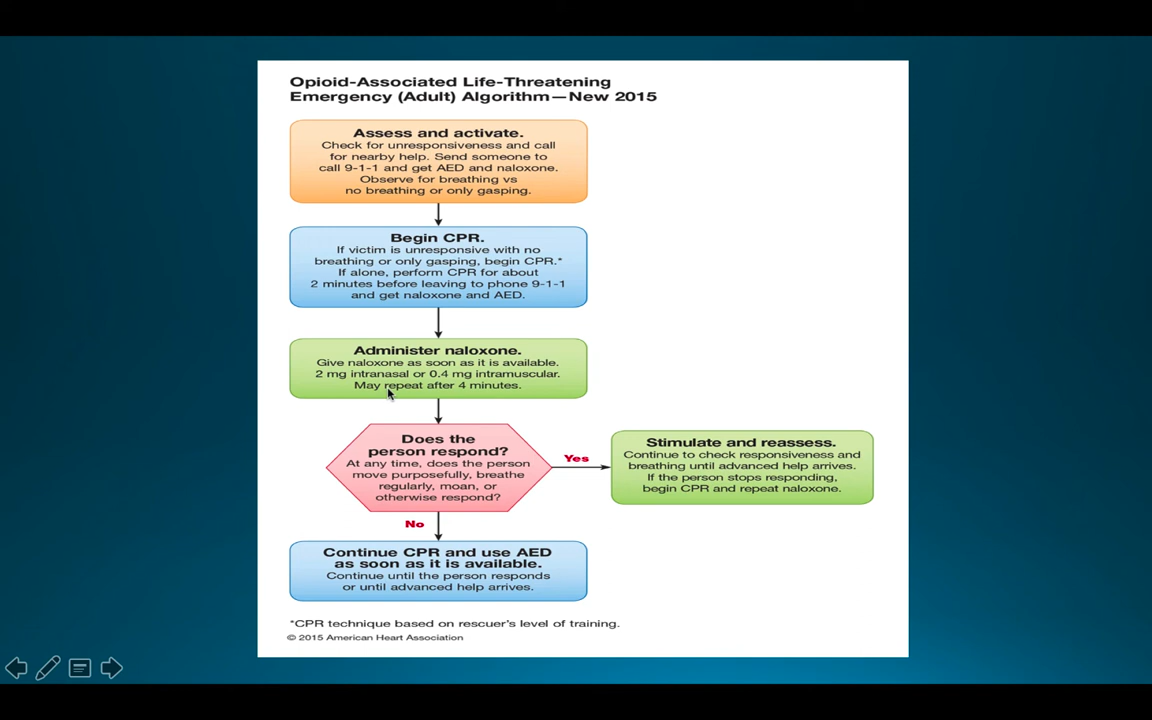 Opioid-Associated Life-Threatening
Emergency (Adult) Algorithm—New 2015
Assess and activate.
Check for unresponsiveness and call
for nearby help. Send someone to
call 9-1-1 and get AED and naloxone.
Observe for breathing vs
no breathing or only gasping.
Begin CPR.
If victim is unresponsive with no
breathing or only gasping, begin CPR.*
If alone, perform CPR for about
2 minutes before leaving to phone 9-1-1
and get naloxone and AED.
Administer naloxone.
Give naloxone as soon as it is available.
2 mg intranasal or 0.4 mg intramuscular.
May repeat after 4 minutes.
Does the
person respond?
At any time, does the person
move purposefully, breathe
regularly, moan, or
otherwise respond?
Yes
Stimulate and reassess.
Continue to check responsiveness and
breathing until advanced help arrives.
If the person stops responding,
begin CPR and repeat naloxone.
No
Continue CPR and use AED
as soon as it is available.
Continue until the person responds
or until advanced help arrives.
*CPR technique based on rescuer's level of training.
© 2015 American Heart Association